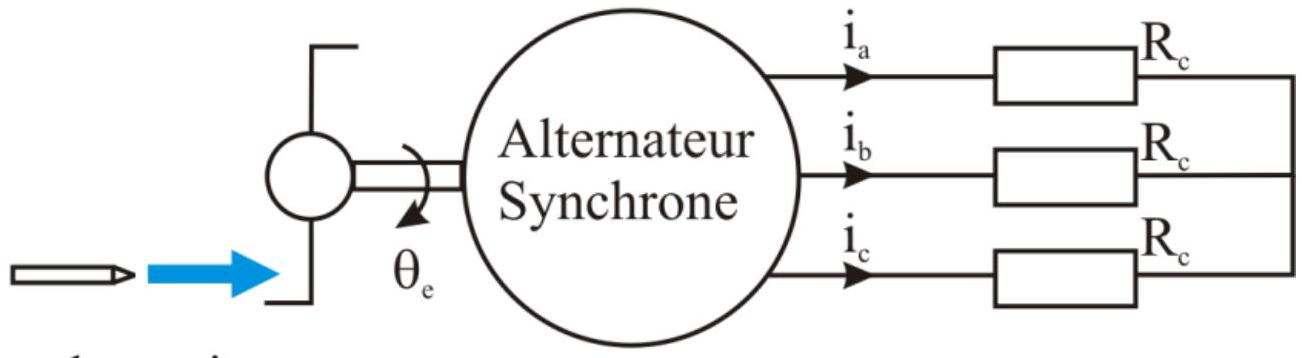 i_a R_c
Alternateur
i_b R_c
Synchrone
θ_e
i_c R_c